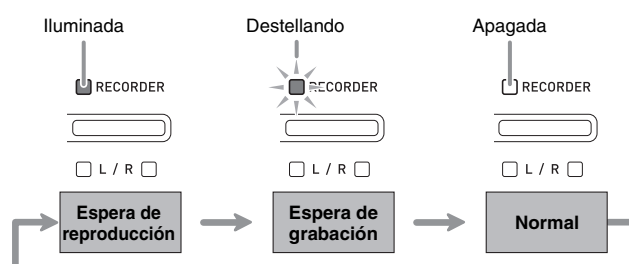 Iluminada
Destellando
Apagada
RECORDER
RECORDER
RECORDER
L / R
L / R
L / R
Espera de
reproducción
Espera de
grabación
Normal